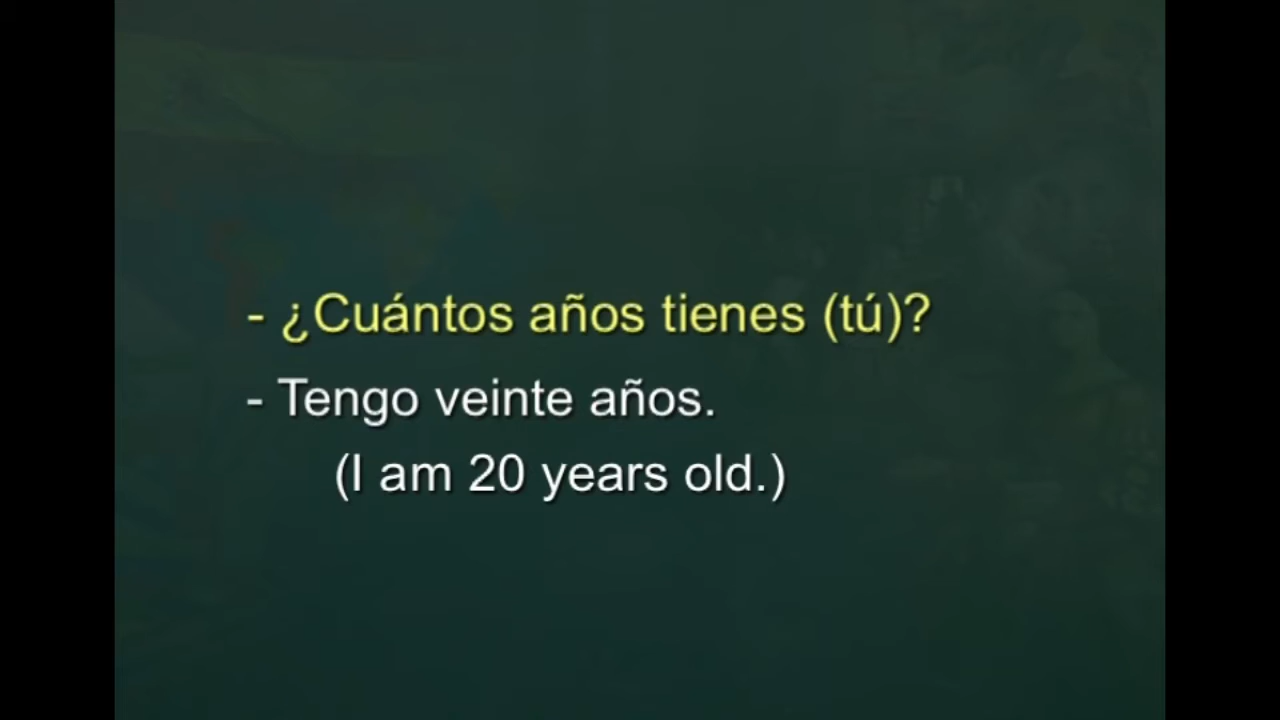 - ¿Cuántos años tienes (tú)?
- Tengo veinte años.
(I am 20 years old.)